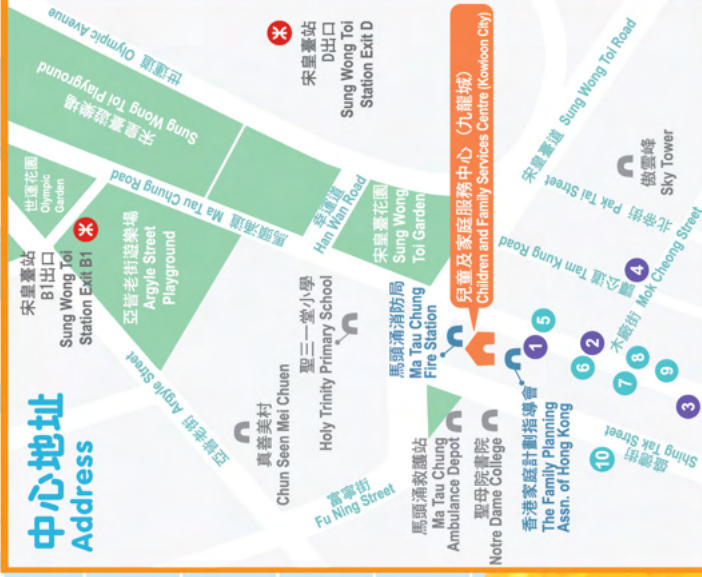 中心地址
Address
宋皇臺站
B1出口
Sung Wong Toi
Station Exit B1
世運花園
Olympic
Garden
世運道 Olympic Avenue
宋皇臺遊樂場
Sung Wong Toi Playground
宋皇臺站
D出口
Sung Wong Toi
Station Exit D
亞皆老街遊樂場
Argyle Street
Playground
馬頭涌道 Ma Tau Chung Road
亞皆老街 Argyle Street
幸運道
Han Wan Road
真善美村
Chun Seen Mei Chuen
聖三一堂小學
Holy Trinity Primary School
宋皇臺花園
Sung Wong
Toi Garden
富寧街
Fu Ning Street
馬頭涌消防局
Ma Tau Chung
Fire Station
兒童及家庭服務中心（九龍城）
Children and Family Services Centre (Kowloon City)
宋皇臺道 Sung Wong Toi Road
馬頭涌救護站
Ma Tau Chung
Ambulance Depot
聖母院書院
Notre Dame College
香港家庭計劃指導會
The Family Planning
Assn. of Hong Kong
譚公道 Tam Kung Road
北帝街 Pak Tai Street
傲雲峰
Sky Tower
木廠街 Mok Cheong Street
盛德街
Shing Tak Street
1
5
2
6
4
7
8
9
3
10